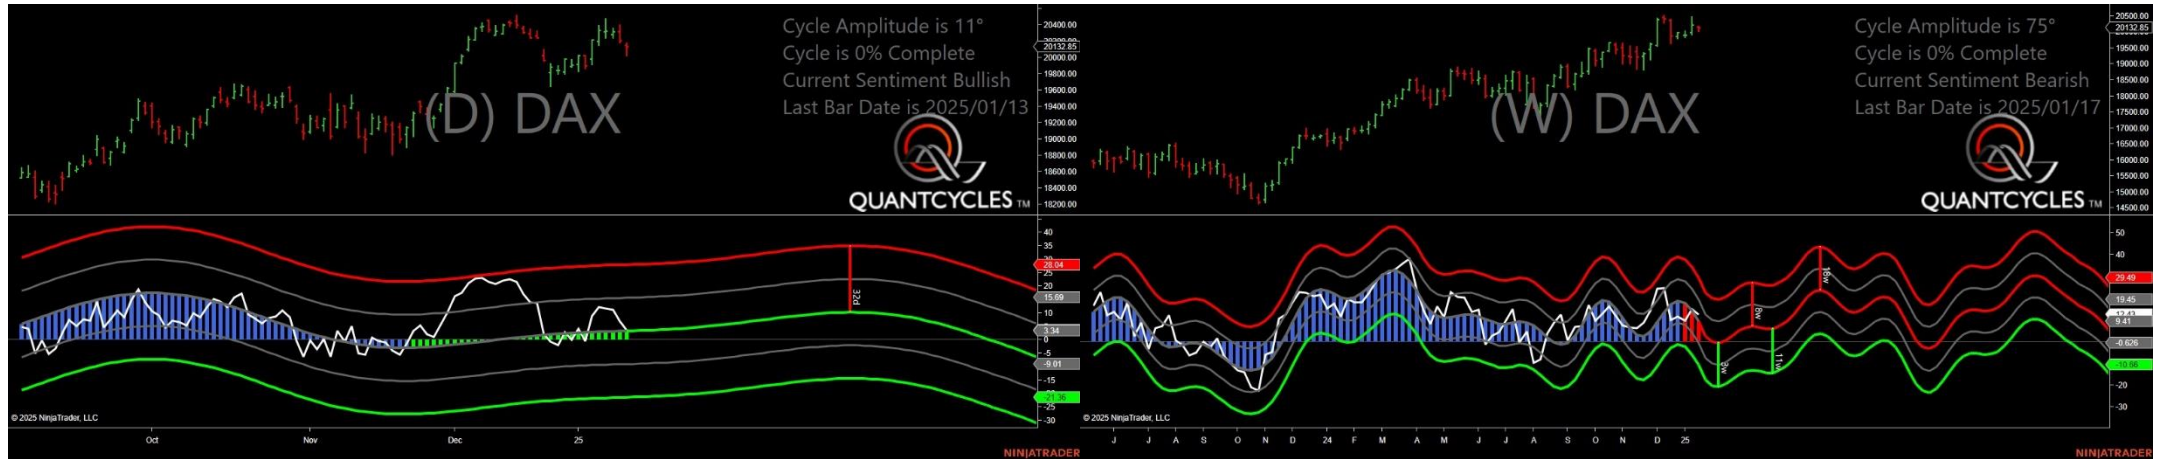 Cycle Amplitude is 11°
Cycle is 0% Complete
Current Sentiment Bullish
Last Bar Date is 2025/01/13
(D) DAX
QUANTCYCLES TM
20400.00
20132.85
20000.00
19800.00
19600.00
19400.00
19200.00
19000.00
18800.00
18600.00
18400.00
18200.00
40
35
28.04
20
15.69
10
3.34
0
-5
-9.01
-15
-21.36
-25
-30
32d
© 2025 NinjaTrader, LLC
Oct Nov Dec 25
NINJATRADER
Cycle Amplitude is 75°
Cycle is 0% Complete
Current Sentiment Bearish
Last Bar Date is 2025/01/17
(W) DAX
QUANTCYCLES TM
20500.00
20132.85
19500.00
19000.00
18500.00
18000.00
17500.00
17000.00
16500.00
16000.00
15500.00
15000.00
14500.00
50
40
29.49
19.45
9.41
-0.626
-10.66
-20
-30
3w
8w
11w
16w
© 2025 NinjaTrader, LLC
J J A S O N D 24 F M A M J J A S O N D 25
NINJATRADER